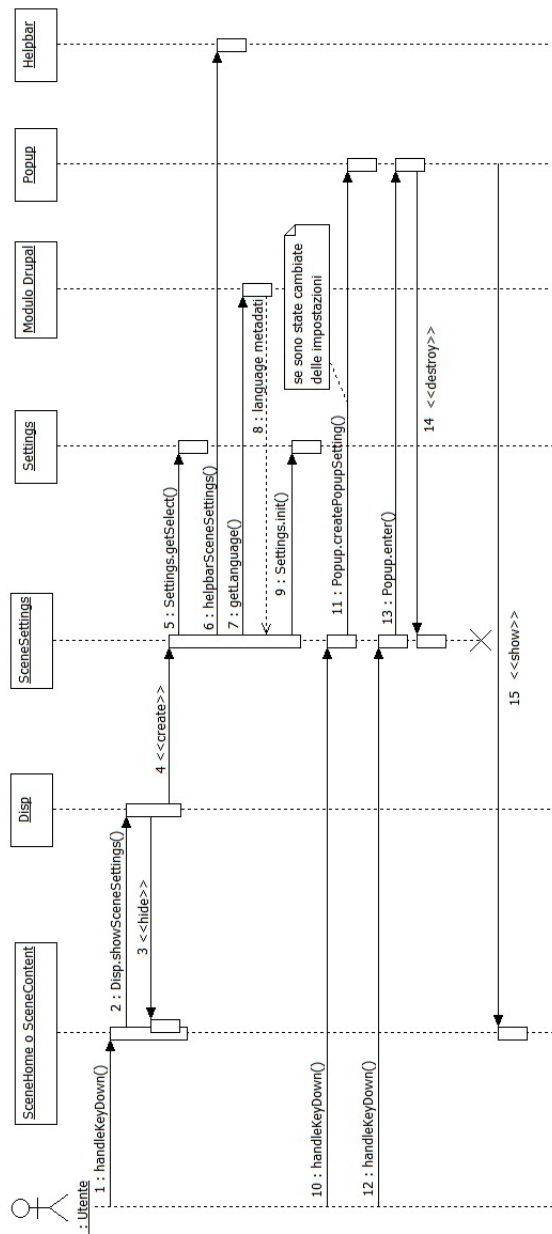 : Utente
SceneHome o SceneContent
Disp
SceneSettings
Settings
Modulo Drupal
Popup
Helpbar
1 : handleKeyDown()
2 : Disp.showSceneSettings()
3 <<hide>>
4 <<create>>
5 : Settings.getSelect()
6 : helpbarSceneSettings()
7 : getLanguage()
8 : language metadati
9 : Settings.init()
10 : handleKeyDown()
se sono state cambiate
delle impostazioni
11 : Popup.createPopupSetting()
12 : handleKeyDown()
13 : Popup.enter()
14 <<destroy>>
15 <<show>>